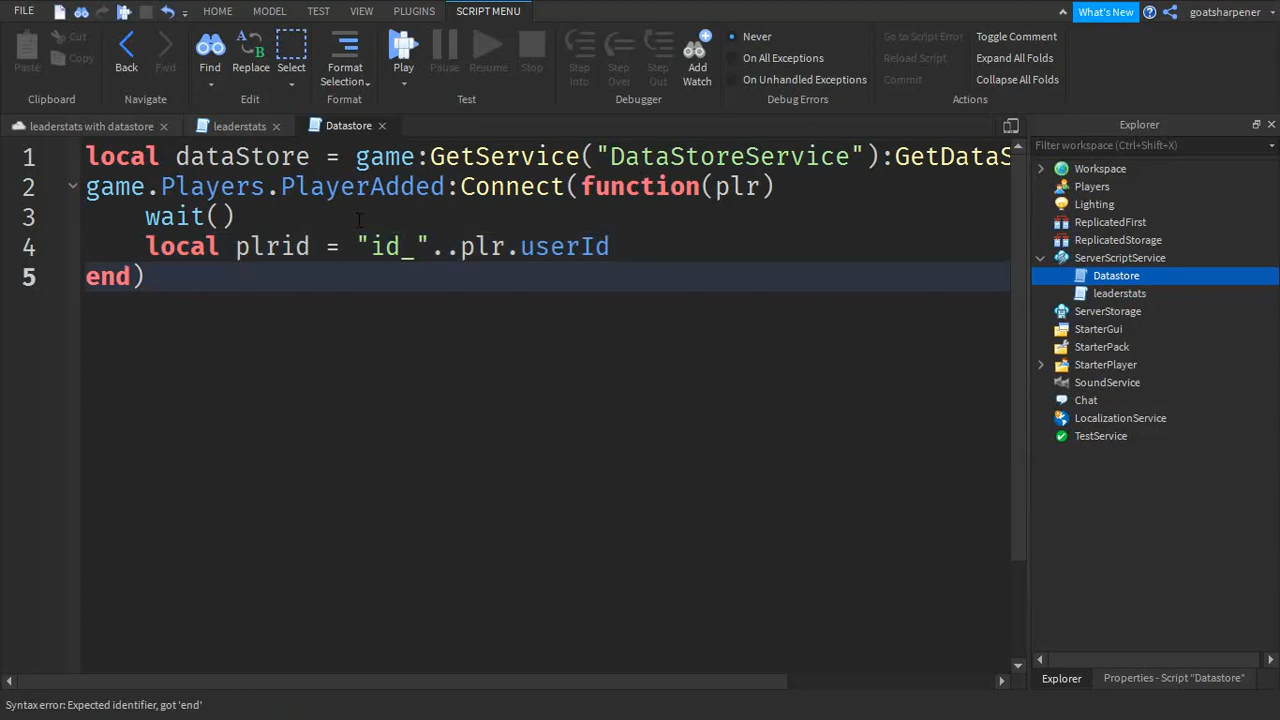 FILE HOME MODEL TEST VIEW PLUGINS SCRIPT MENU What's New goatsharpener
Paste Cut Copy Back Fwd Find Replace Select Format Selection Play Pause Resume Stop Step Into Step Over Step Out Add Watch
Never
On All Exceptions
On Unhandled Exceptions
Go to Script Error
Reload Script
Commit
Toggle Comment
Expand All Folds
Collapse All Folds
Clipboard Navigate Edit Format Test Debugger Debug Errors Actions
leaderstats with datastore × leaderstats × Datastore ×
1 local dataStore = game:GetService("DataStoreService"):GetDataS
2 game.Players.PlayerAdded:Connect(function(plr)
3 wait()
4 local plrid = "id_"..plr.userId
5 end)
Explorer
Filter workspace (Ctrl+Shift+X)
Workspace
Players
Lighting
ReplicatedFirst
ReplicatedStorage
ServerScriptService
Datastore
leaderstats
ServerStorage
StarterGui
StarterPack
StarterPlayer
SoundService
Chat
LocalizationService
TestService
Explorer Properties - Script "Datastore"
Syntax error: Expected identifier, got 'end'